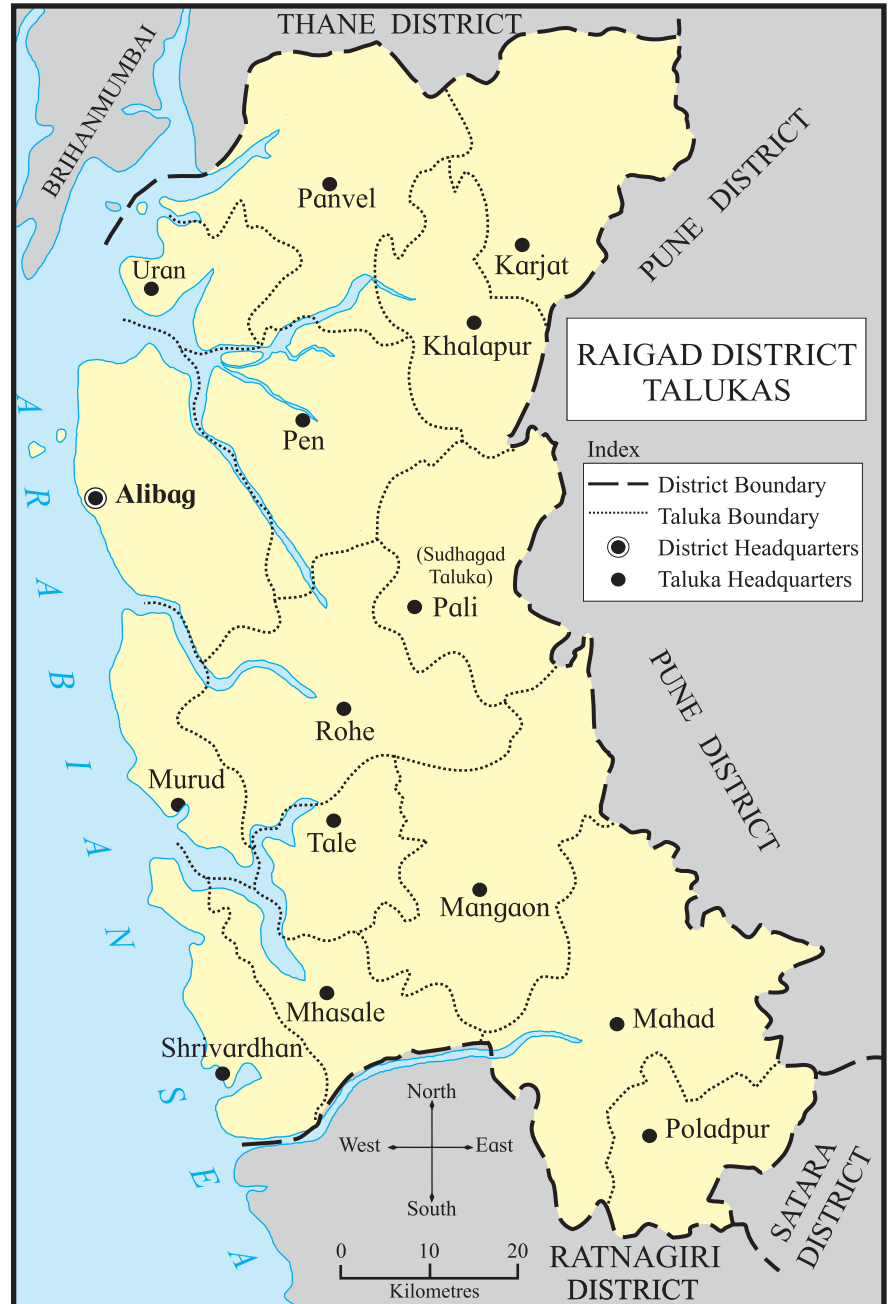 THANE DISTRICT
BRIHANMUMBAI
PUNE DISTRICT
Panvel
Karjat
Uran
Khalapur
RAIGAD DISTRICT
TALUKAS
Pen
Index
District Boundary
Taluka Boundary
District Headquarters
Taluka Headquarters
Alibag
(Sudhagad
Taluka)
Pali
ARABIAN SEA
PUNE DISTRICT
Rohe
Murud
Tale
Mangaon
Mhasale
Mahad
Shrivardhan
North
West
East
South
Poladpur
SATARA
DISTRICT
RATNAGIRI
DISTRICT
0 10 20
Kilometres